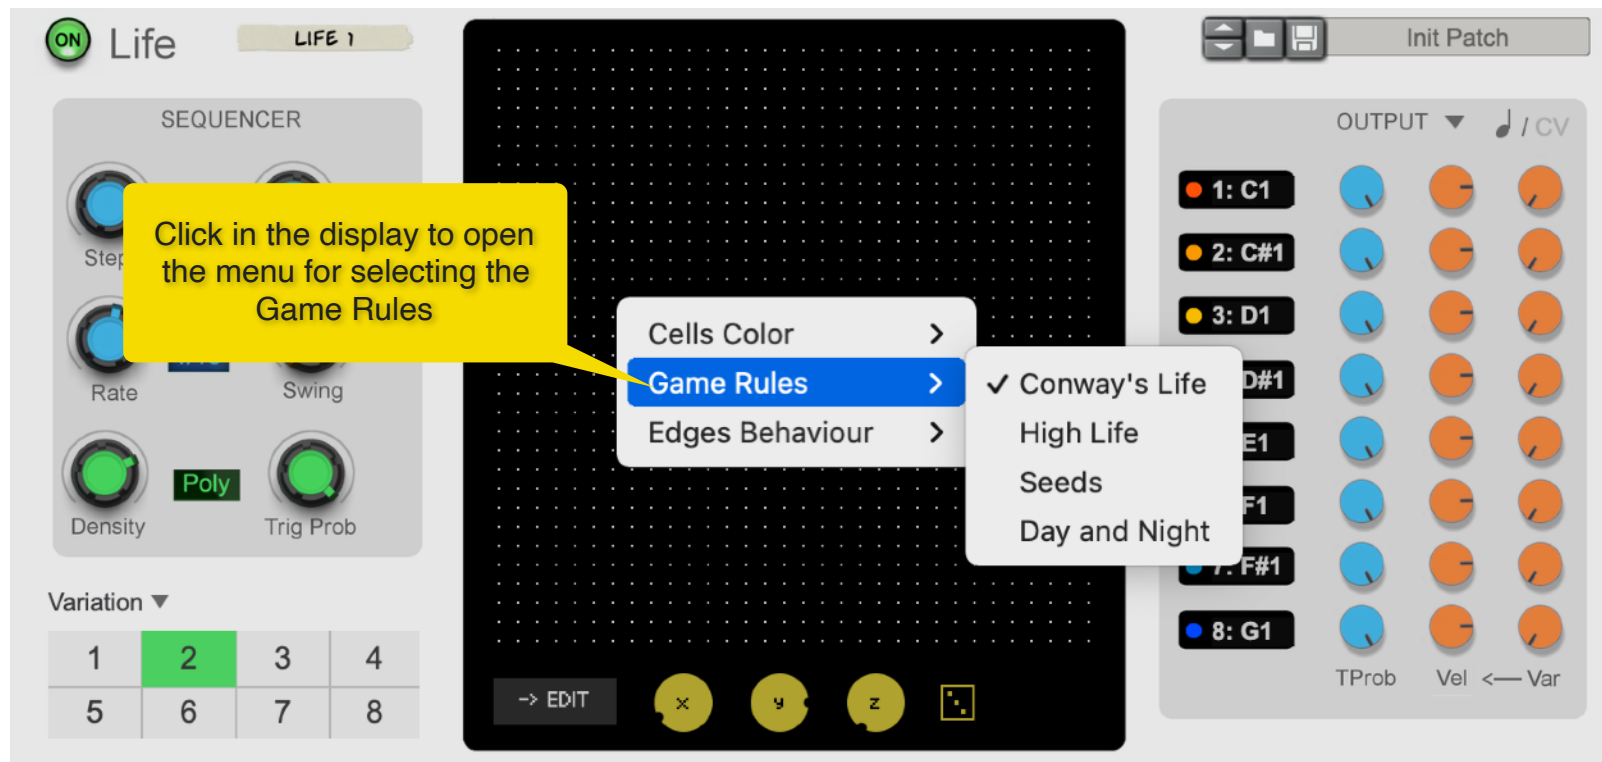 ON
Life
LIFE 1
Init Patch
SEQUENCER
OUTPUT
/ CV
Click in the display to open
the menu for selecting the
Game Rules
Rate
Swing
Density
Poly
Trig Prob
Variation
1 2 3 4
5 6 7 8
Cells Color
Game Rules
Edges Behaviour
Conway's Life
High Life
Seeds
Day and Night
-> EDIT
x
y
z
1: C1
2: C#1
3: D1
D#1
E1
F1
7: F#1
8: G1
TProb
Vel
Var